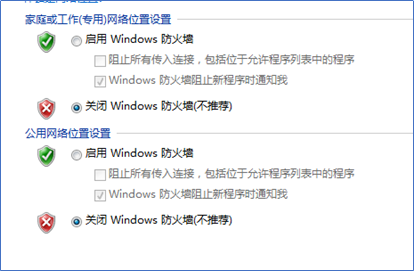 家庭或工作(专用)网络位置设置
启用 Windows 防火墙
阻止所有传入连接，包括位于允许程序列表中的程序
Windows 防火墙阻止新程序时通知我
关闭 Windows 防火墙(不推荐)
公用网络位置设置
启用 Windows 防火墙
阻止所有传入连接，包括位于允许程序列表中的程序
Windows 防火墙阻止新程序时通知我
关闭 Windows 防火墙(不推荐)